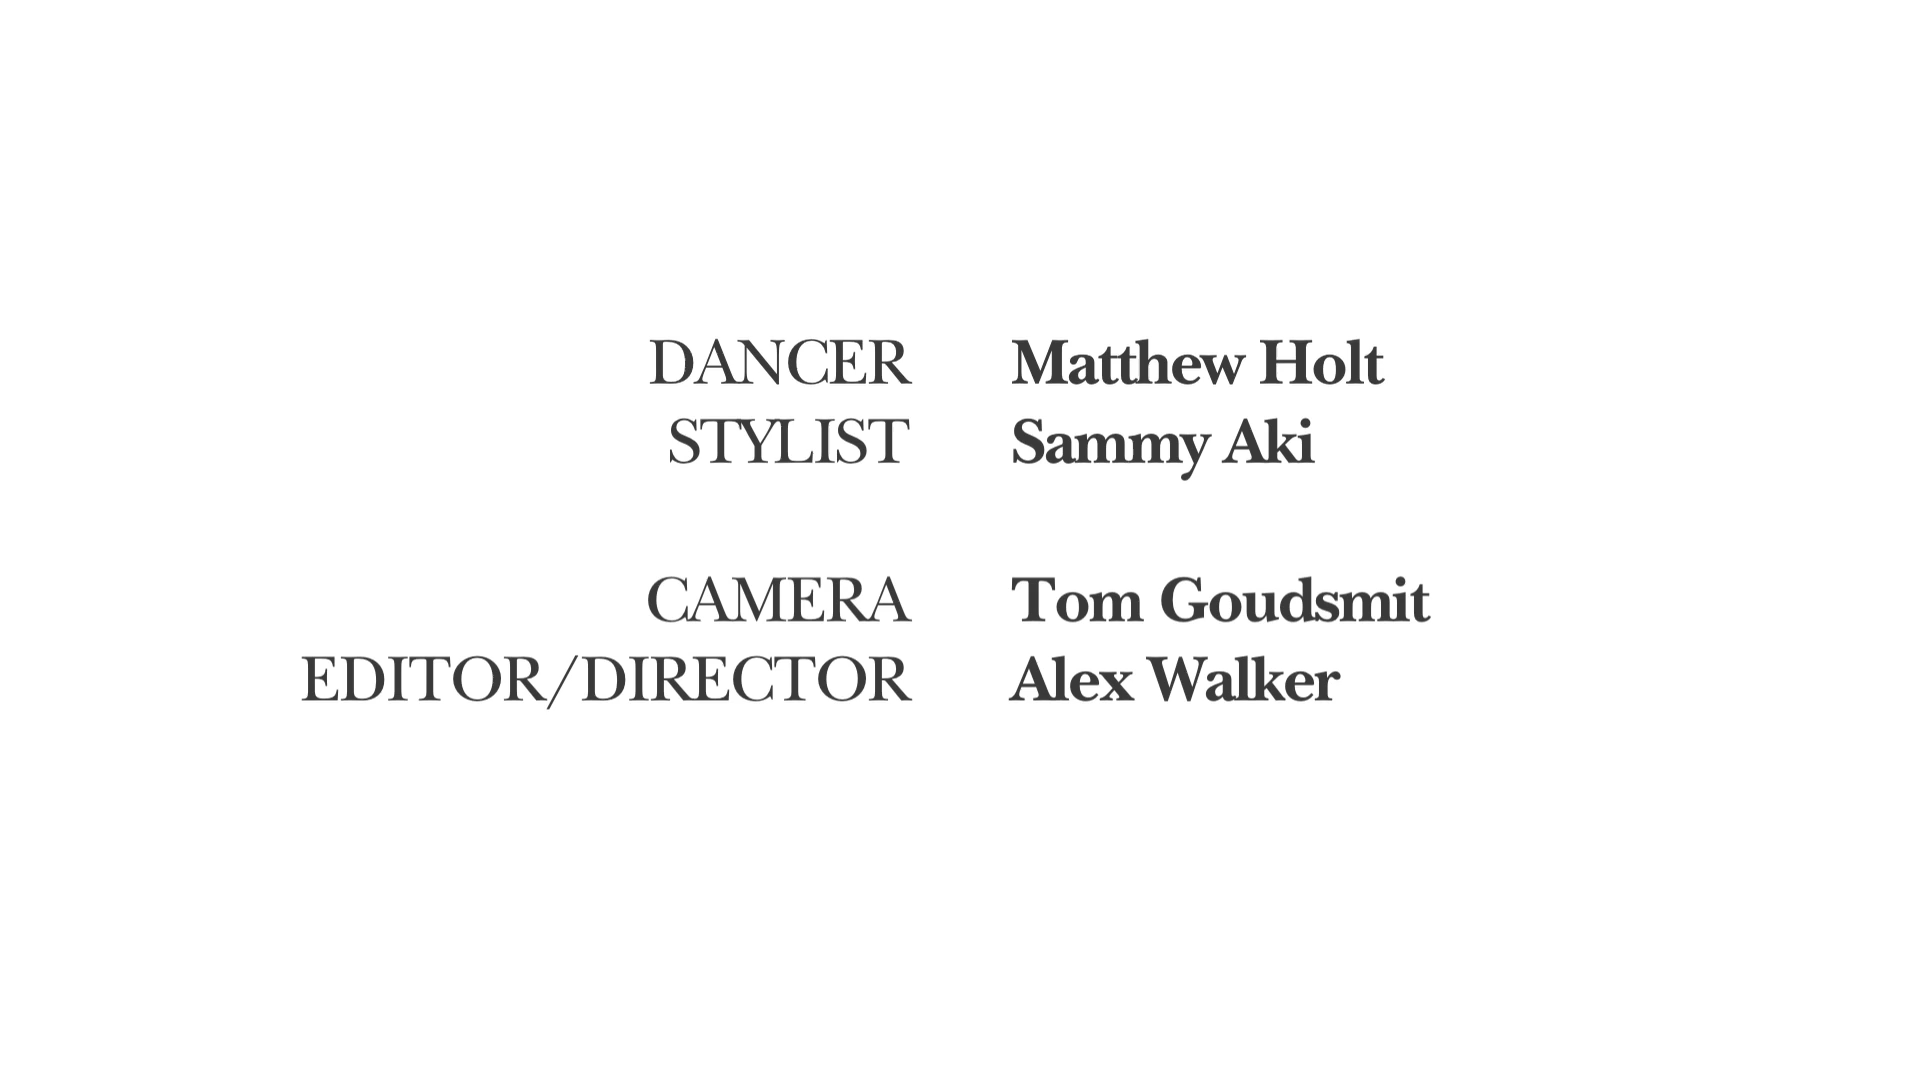 DANCER Matthew Holt
STYLIST Sammy Aki
CAMERA Tom Goudsmit
EDITOR/DIRECTOR Alex Walker